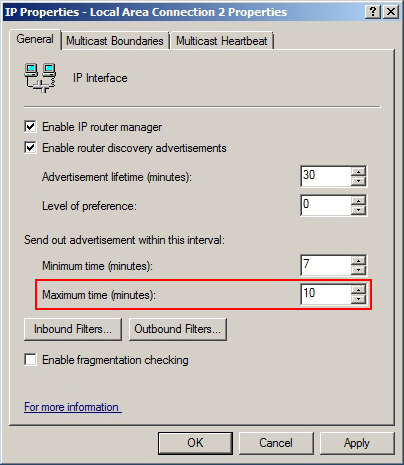 IP Properties - Local Area Connection 2 Properties
General
Multicast Boundaries
Multicast Heartbeat
IP Interface
Enable IP router manager
Enable router discovery advertisements
Advertisement lifetime (minutes): 30
Level of preference: 0
Send out advertisement within this interval:
Minimum time (minutes): 7
Maximum time (minutes): 10
Inbound Filters... Outbound Filters...
Enable fragmentation checking
For more information
OK Cancel Apply